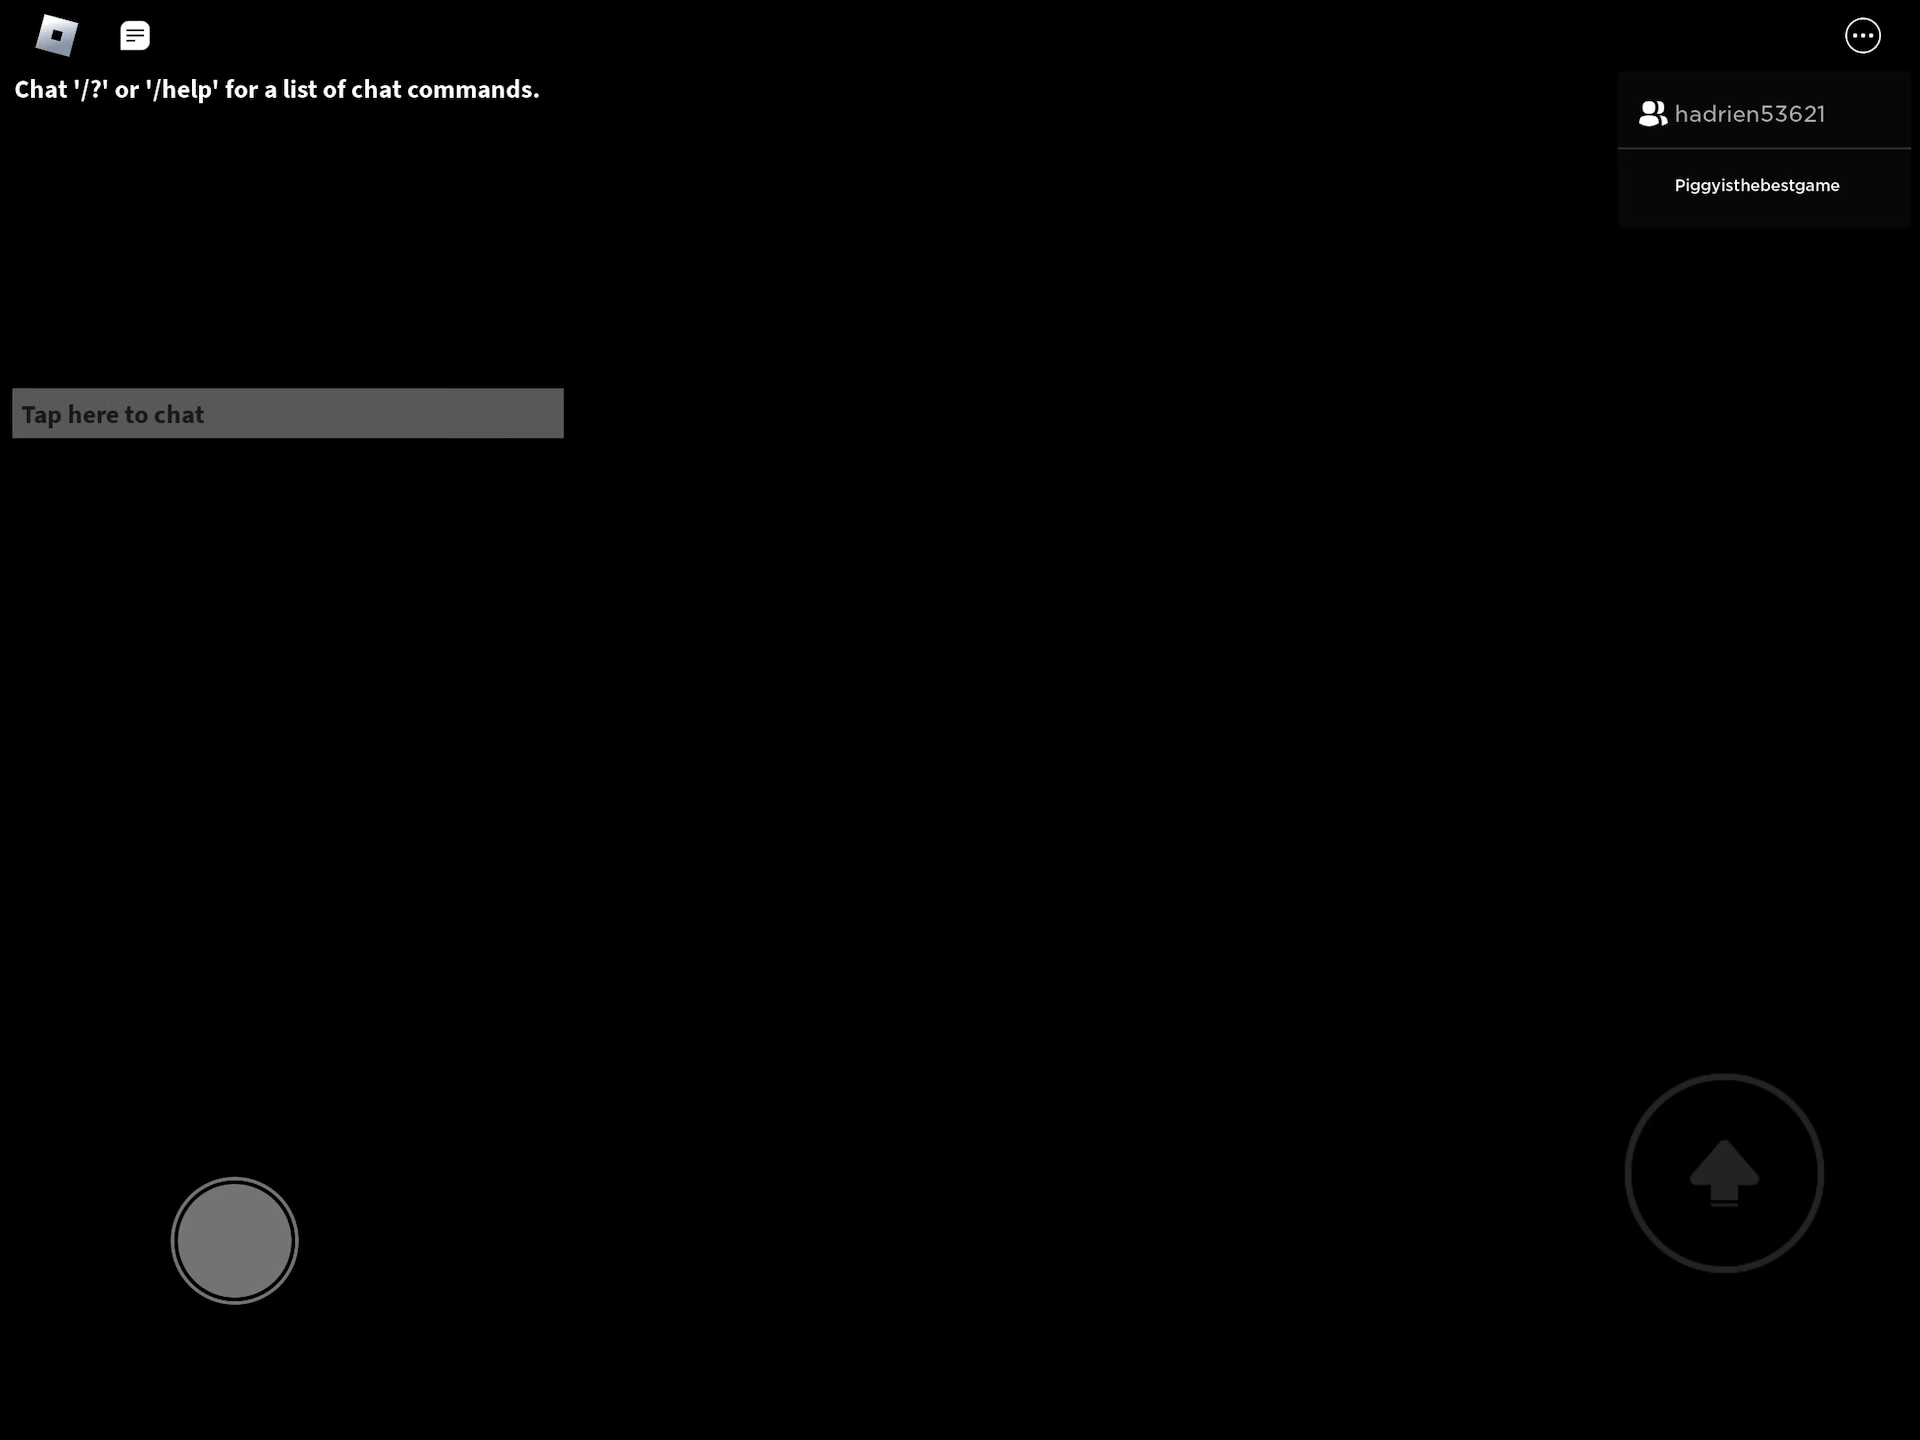 Chat '/?' or '/help' for a list of chat commands.
hadrien53621
Piggyisthebestgame
Tap here to chat